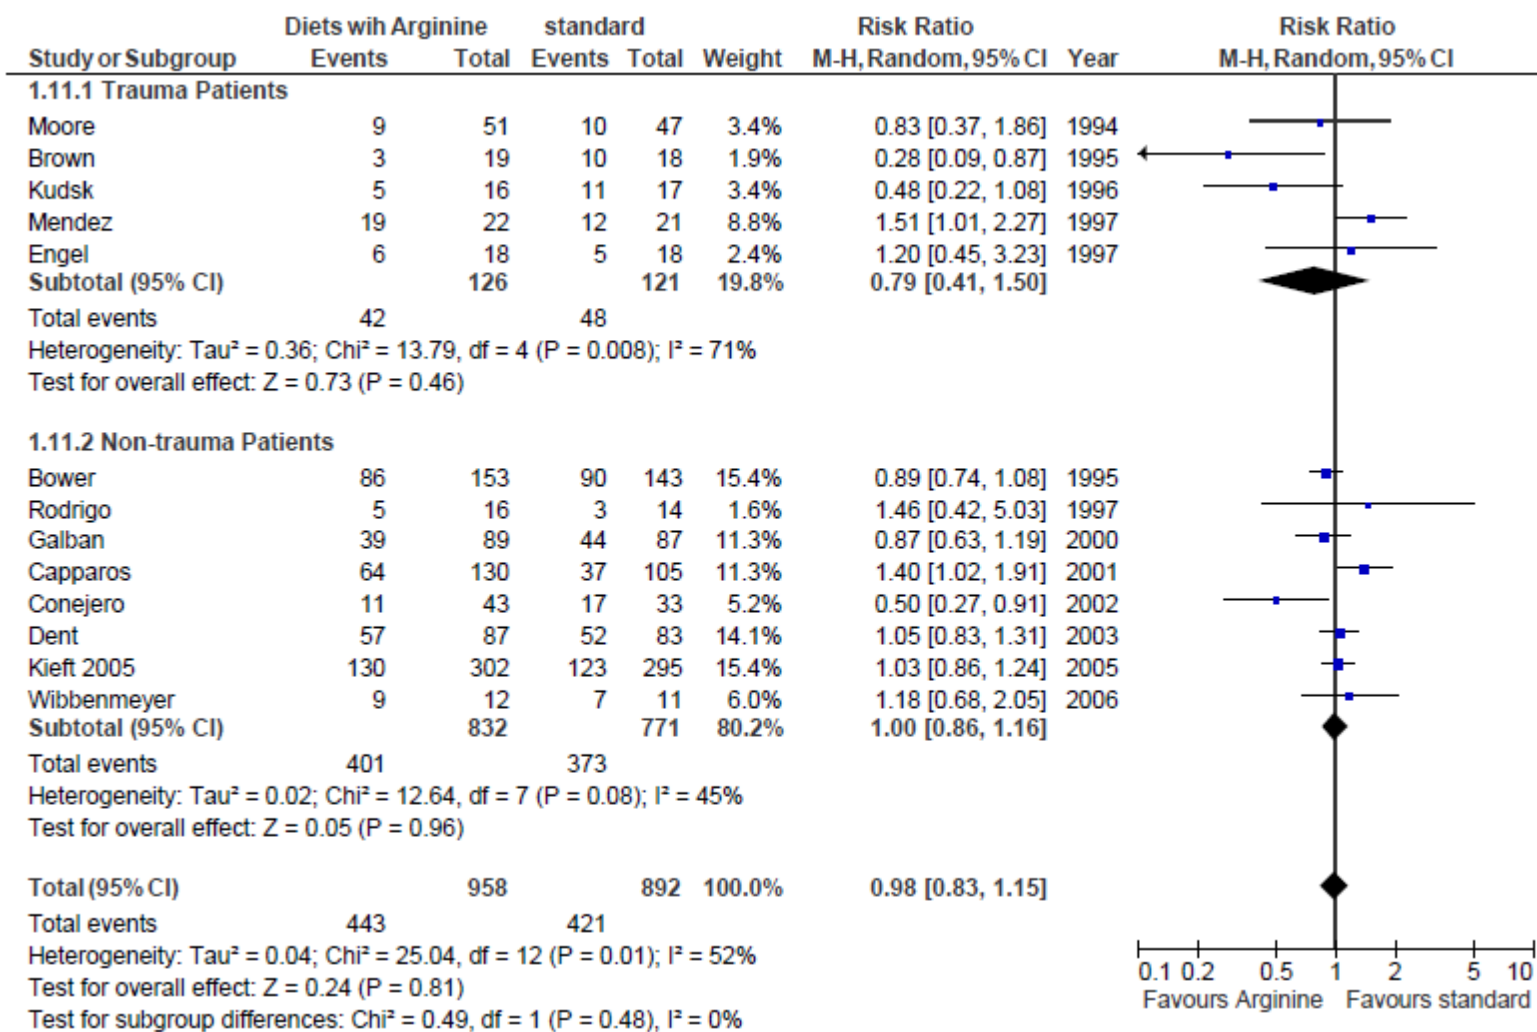 Diets wih Arginine standard Risk Ratio Risk Ratio
Study or Subgroup Events Total Events Total Weight M-H, Random, 95% CI Year M-H, Random, 95% CI
1.11.1 Trauma Patients
Moore 9 51 10 47 3.4% 0.83 [0.37, 1.86] 1994
Brown 3 19 10 18 1.9% 0.28 [0.09, 0.87] 1995
Kudsk 5 16 11 17 3.4% 0.48 [0.22, 1.08] 1996
Mendez 19 22 12 21 8.8% 1.51 [1.01, 2.27] 1997
Engel 6 18 5 18 2.4% 1.20 [0.45, 3.23] 1997
Subtotal (95% CI) 126 121 19.8% 0.79 [0.41, 1.50]
Total events 42 48
Heterogeneity: Tau² = 0.36; Chi² = 13.79, df = 4 (P = 0.008); I² = 71%
Test for overall effect: Z = 0.73 (P = 0.46)
1.11.2 Non-trauma Patients
Bower 86 153 90 143 15.4% 0.89 [0.74, 1.08] 1995
Rodrigo 5 16 3 14 1.6% 1.46 [0.42, 5.03] 1997
Galban 39 89 44 87 11.3% 0.87 [0.63, 1.19] 2000
Capparos 64 130 37 105 11.3% 1.40 [1.02, 1.91] 2001
Conejero 11 43 17 33 5.2% 0.50 [0.27, 0.91] 2002
Dent 57 87 52 83 14.1% 1.05 [0.83, 1.31] 2003
Kieft 2005 130 302 123 295 15.4% 1.03 [0.86, 1.24] 2005
Wibbenmeyer 9 12 7 11 6.0% 1.18 [0.68, 2.05] 2006
Subtotal (95% CI) 832 771 80.2% 1.00 [0.86, 1.16]
Total events 401 373
Heterogeneity: Tau² = 0.02; Chi² = 12.64, df = 7 (P = 0.08); I² = 45%
Test for overall effect: Z = 0.05 (P = 0.96)
Total (95% CI) 958 892 100.0% 0.98 [0.83, 1.15]
Total events 443 421
Heterogeneity: Tau² = 0.04; Chi² = 25.04, df = 12 (P = 0.01); I² = 52%
Test for overall effect: Z = 0.24 (P = 0.81)
Test for subgroup differences: Chi² = 0.49, df = 1 (P = 0.48), I² = 0%
0.1 0.2 0.5 1 2 5 10
Favours Arginine Favours standard